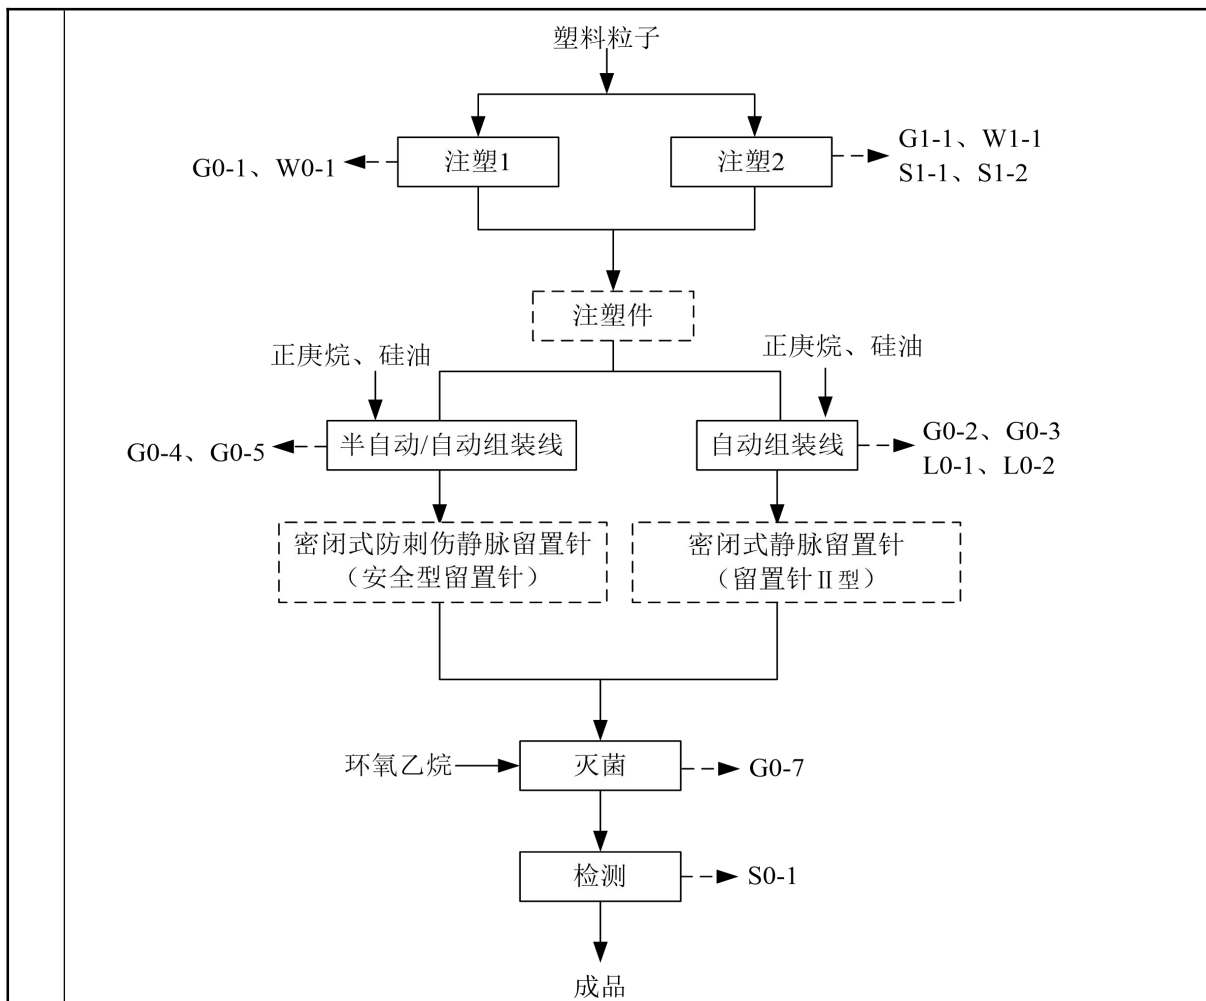 塑料粒子
G0-1、W0-1
注塑1
注塑2
G1-1、W1-1
S1-1、S1-2
注塑件
正庚烷、硅油
正庚烷、硅油
G0-4、G0-5
半自动/自动组装线
自动组装线
G0-2、G0-3
L0-1、L0-2
密闭式防刺伤静脉留置针
（安全型留置针）
密闭式静脉留置针
（留置针Ⅱ型）
环氧乙烷
灭菌
G0-7
检测
S0-1
成品